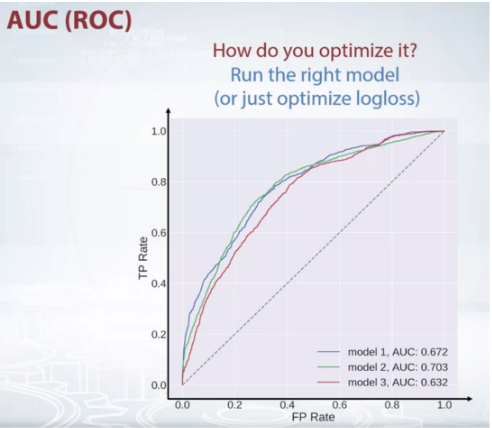 AUC (ROC)
How do you optimize it?
Run the right model
(or just optimize logloss)
1.0
0.8
0.6
0.4
0.2
0.0
TP Rate
model 1, AUC: 0.672
model 2, AUC: 0.703
model 3, AUC: 0.632
0.0 0.2 0.4 0.6 0.8 1.0
FP Rate